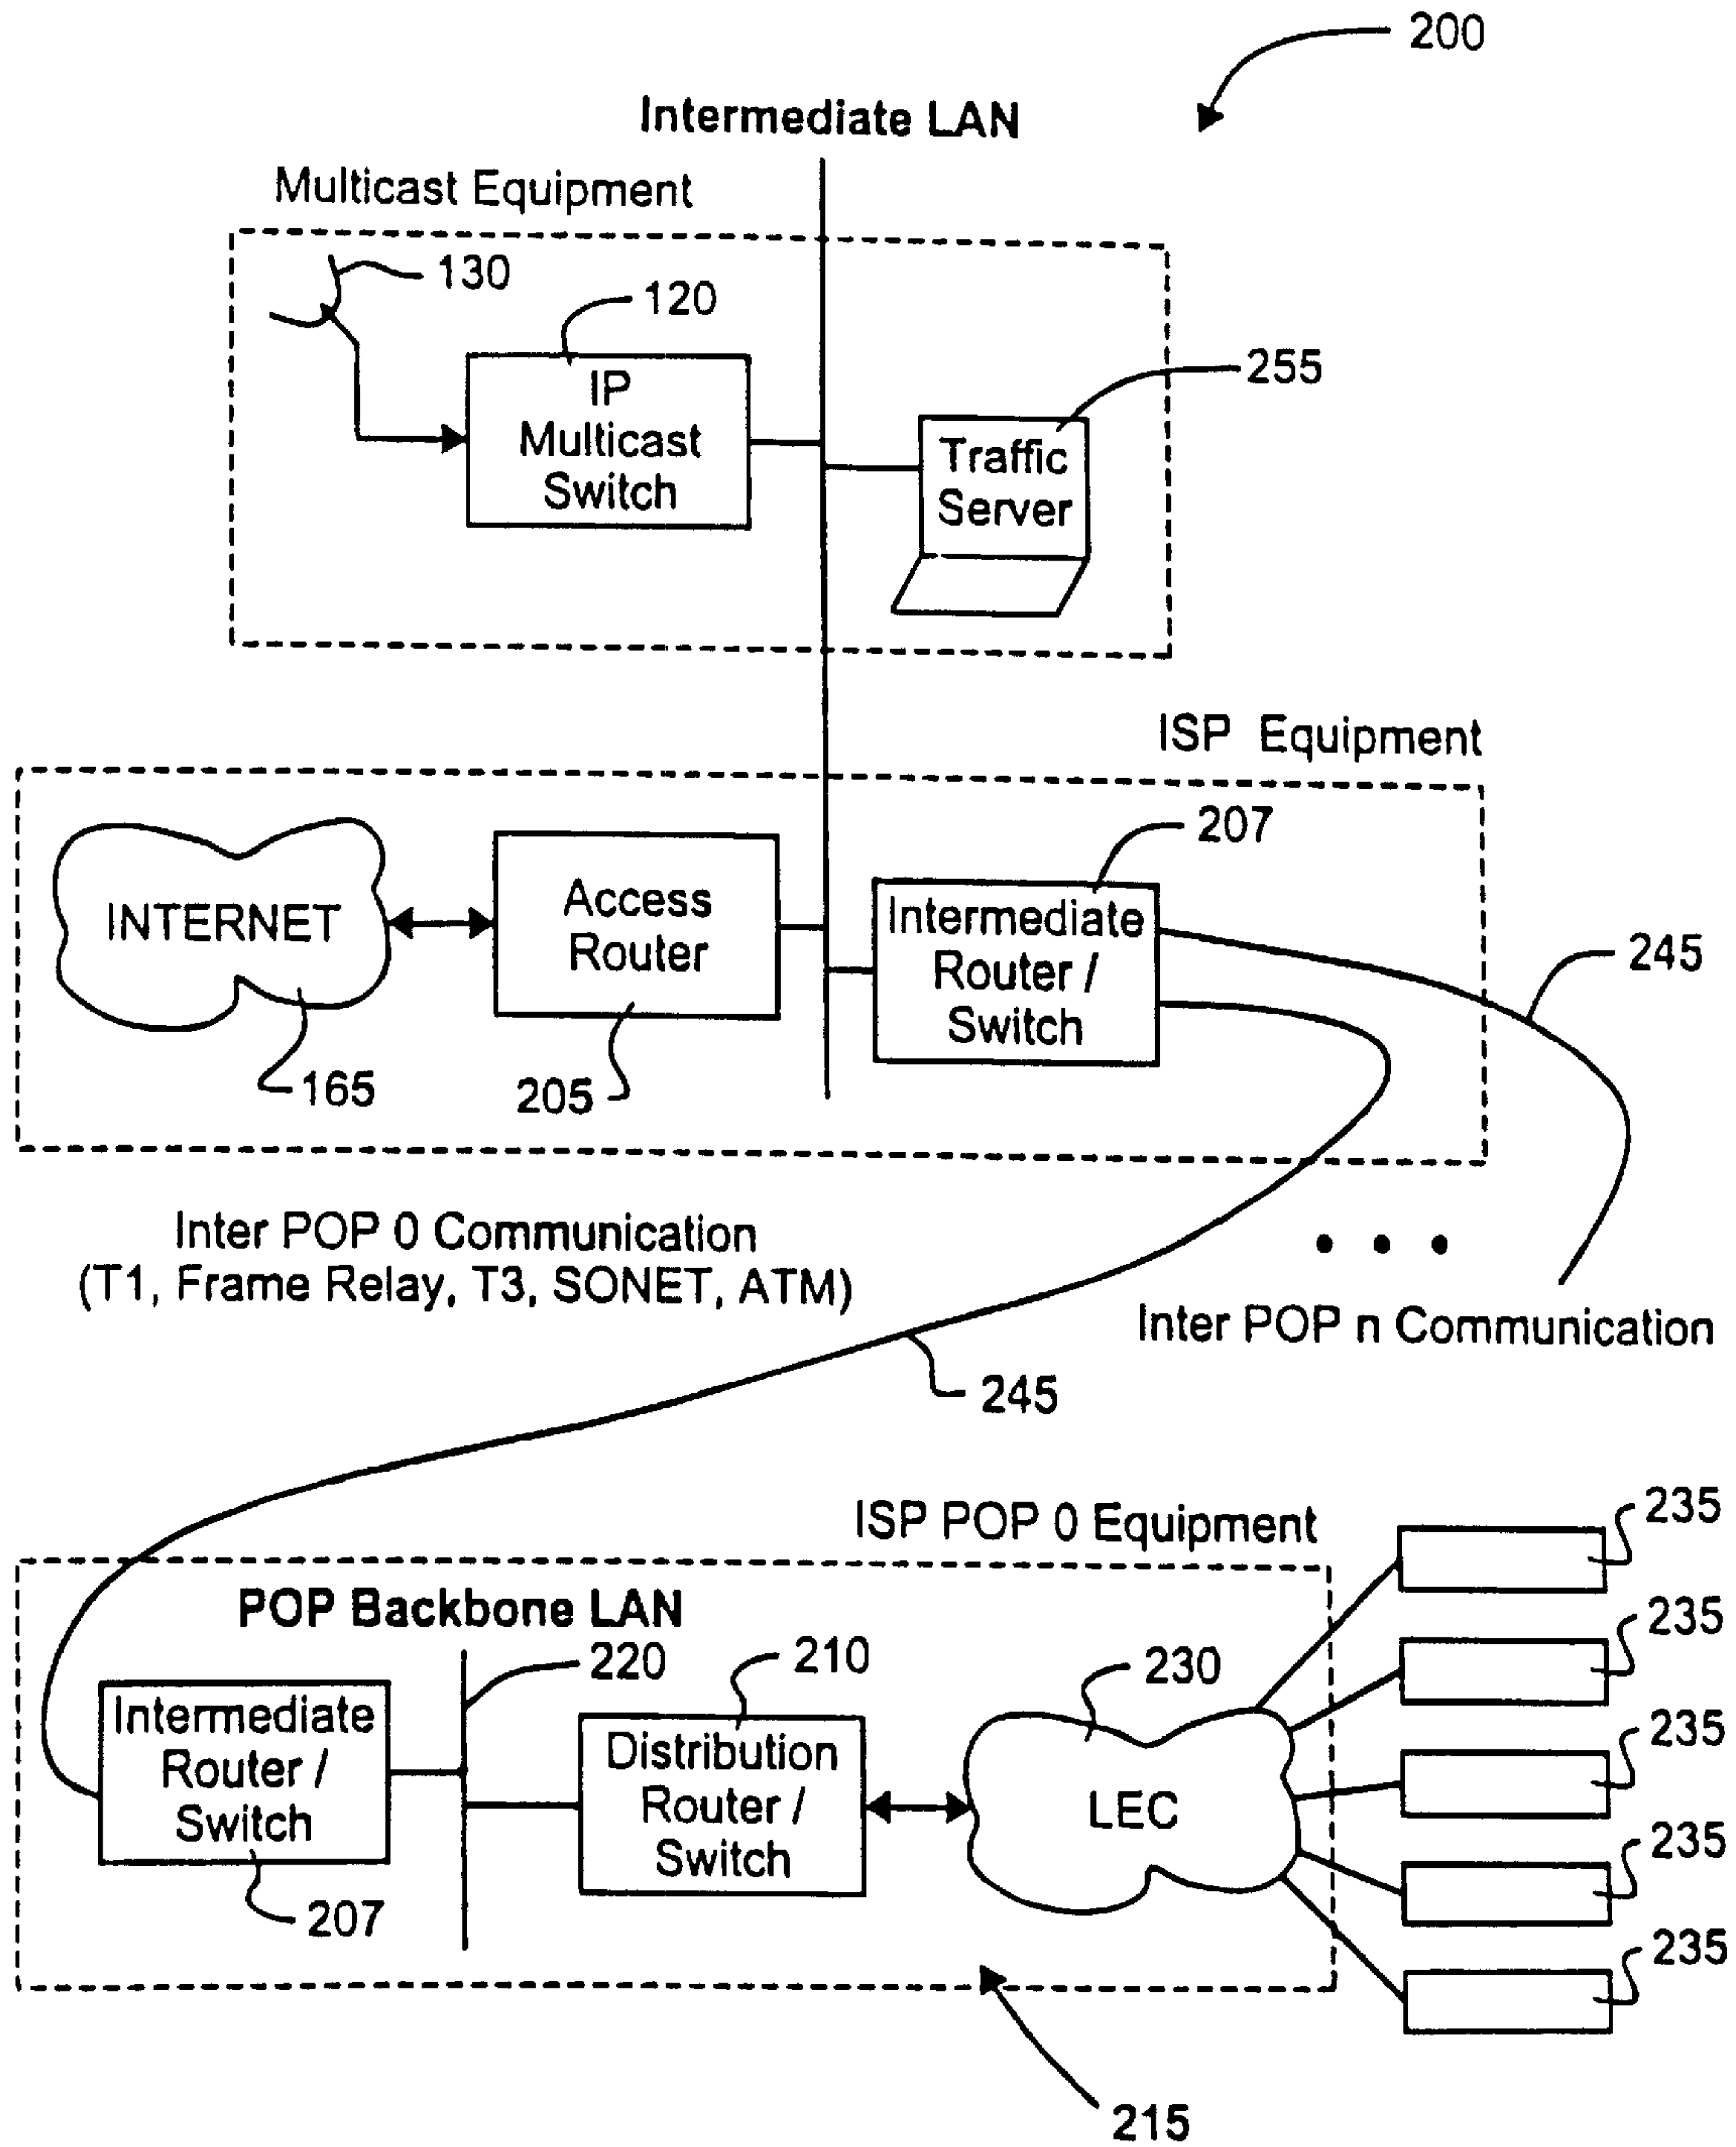 200
Intermediate LAN
Multicast Equipment
130
120
IP
Multicast
Switch
255
Traffic
Server
ISP Equipment
207
INTERNET
Access
Router
Intermediate
Router /
Switch
245
165
205
Inter POP 0 Communication
(T1, Frame Relay, T3, SONET, ATM)
Inter POP n Communication
245
ISP POP 0 Equipment
235
POP Backbone LAN
235
220
210
230
Intermediate
Router /
Switch
Distribution
Router /
Switch
LEC
235
235
207
235
215